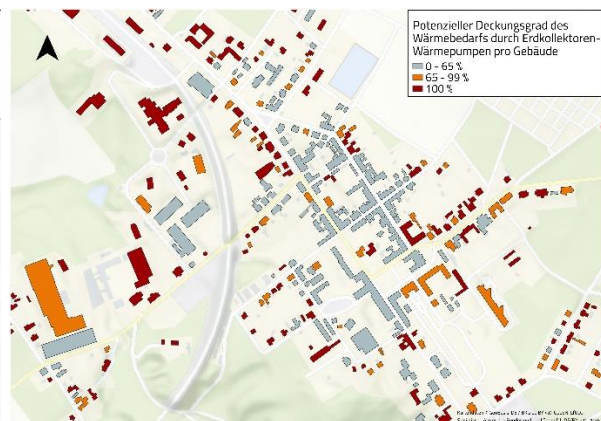 Potenzieller Deckungsgrad des
Wärmebedarfs durch Erdkollektoren-
Wärmepumpen pro Gebäude
0 - 65 %
65 - 99 %
100 %